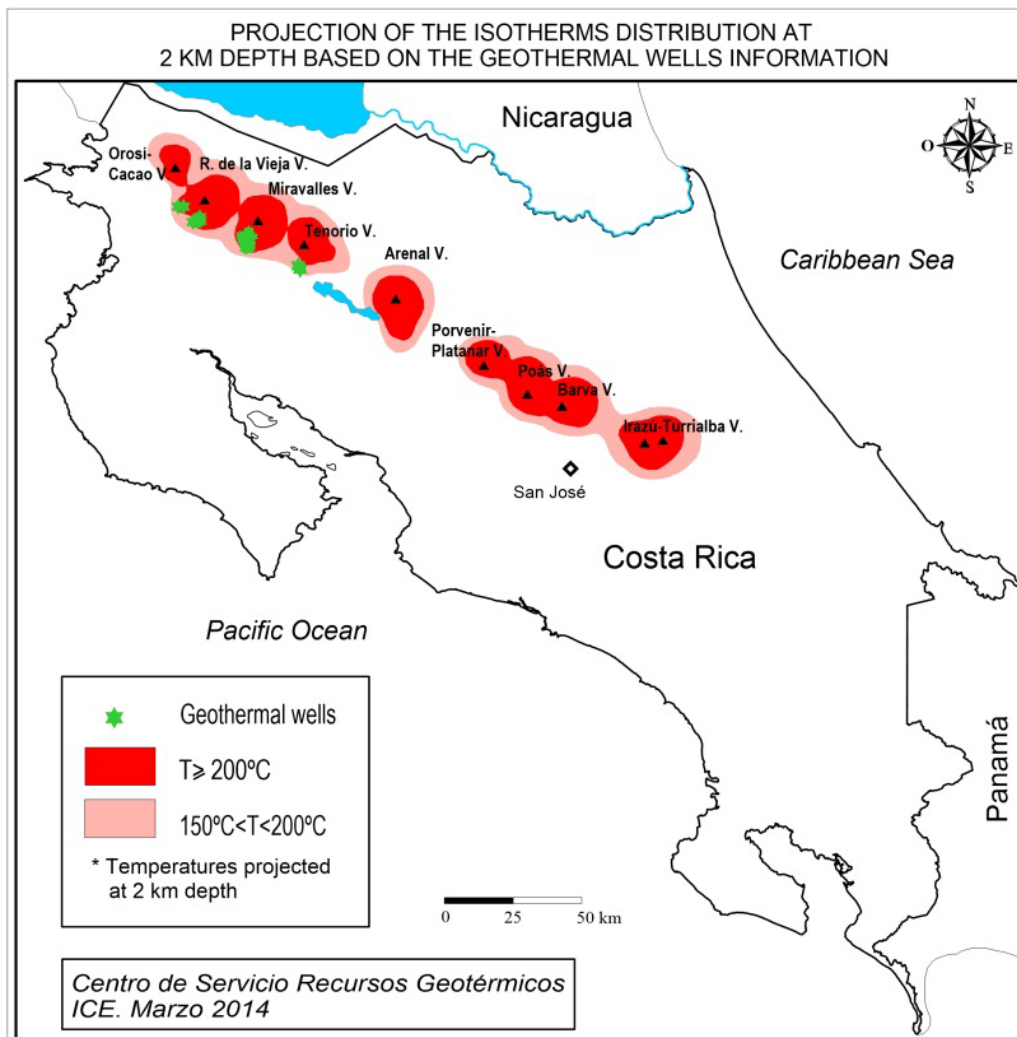 PROJECTION OF THE ISOTHERMS DISTRIBUTION AT
2 KM DEPTH BASED ON THE GEOTHERMAL WELLS INFORMATION
Nicaragua
N
O
E
S
Orosi-
Cacao V.
R. de la Vieja V.
Miravalles V.
Tenorio V.
Arenal V.
Caribbean Sea
Porvenir-
Platanar V.
Poas V.
Barva V.
Irazú-Turrialba V.
San José
Costa Rica
Pacific Ocean
Panamá
Geothermal wells
T⩾ 200ºC
150ºC<T<200ºC
* Temperatures projected
at 2 km depth
0 25 50 km
Centro de Servicio Recursos Geotérmicos
ICE. Marzo 2014